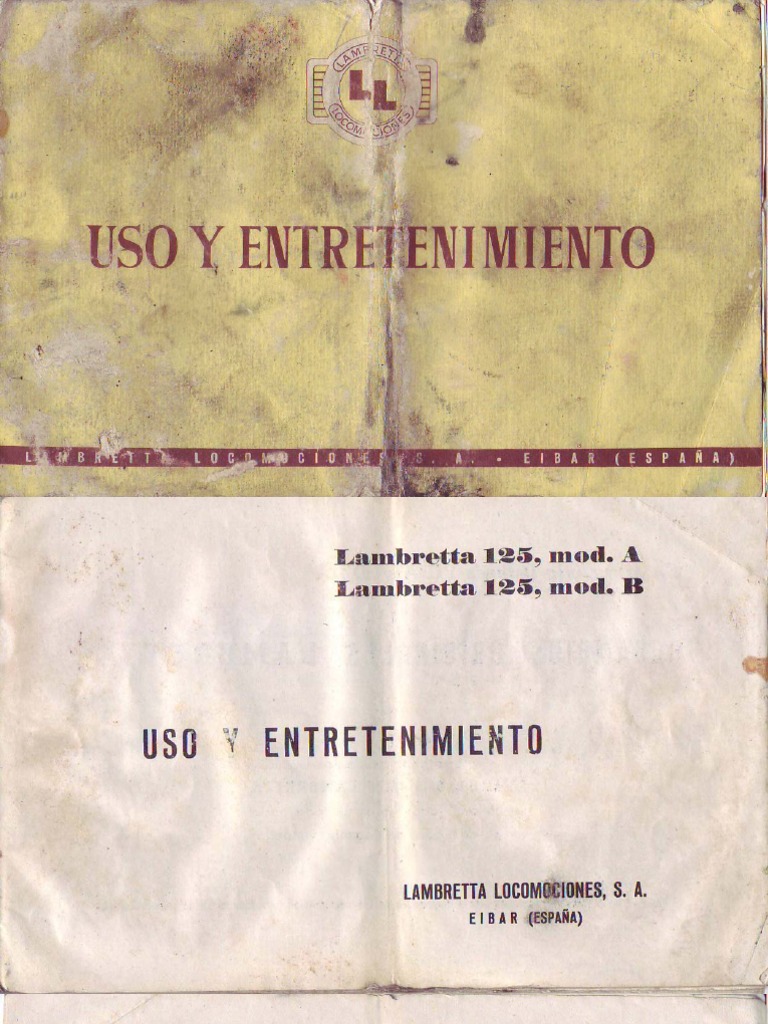 LAMBRETTA
LL
LOCOMOCIONES
USO Y ENTRETENIMIENTO
LAMBRETTA LOCOMOCIONES, S. A. - EIBAR (ESPAÑA)
Lambretta 125, mod. A
Lambretta 125, mod. B
USO Y ENTRETENIMIENTO
LAMBRETTA LOCOMOCIONES, S. A.
EIBAR (ESPAÑA)